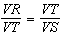 VR/VT = VT/VS